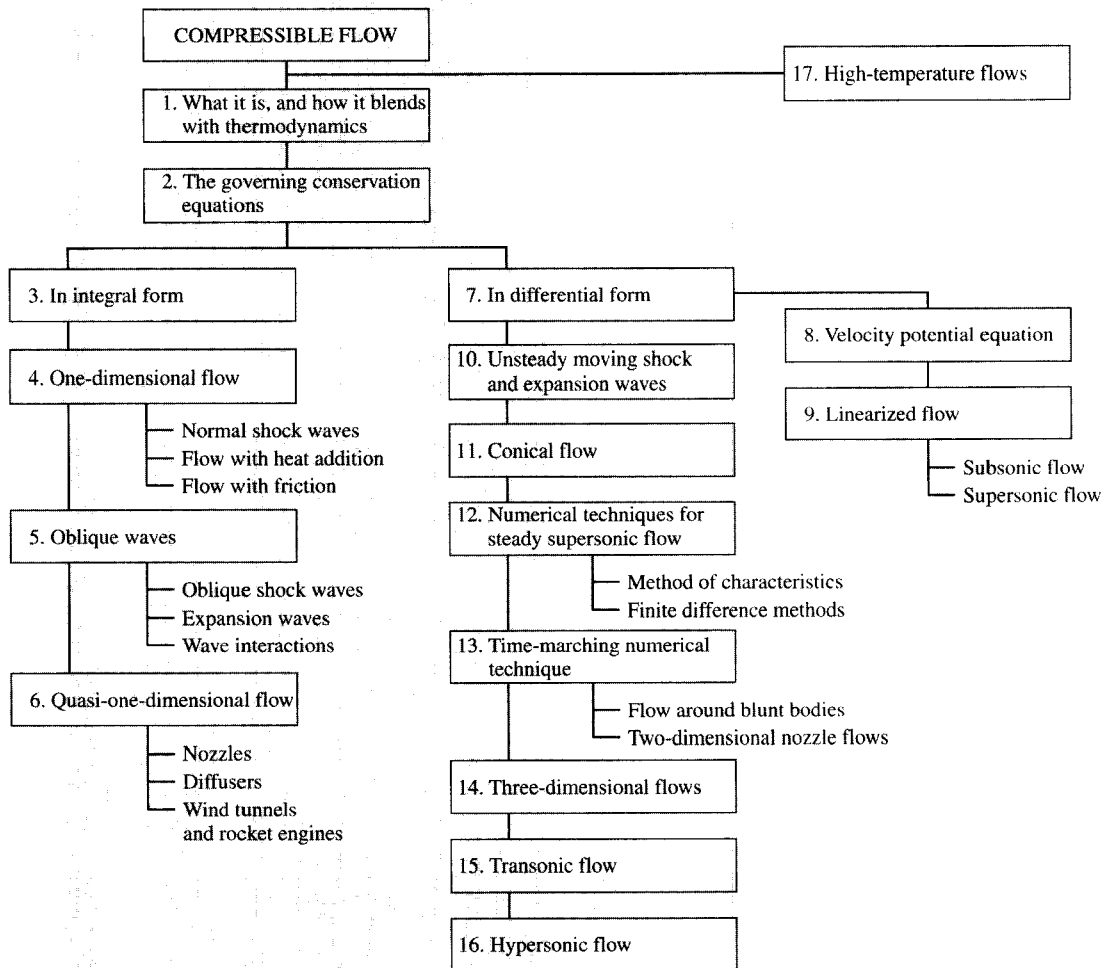 COMPRESSIBLE FLOW
17. High-temperature flows
1. What it is, and how it blends
with thermodynamics
2. The governing conservation
equations
3. In integral form
4. One-dimensional flow
Normal shock waves
Flow with heat addition
Flow with friction
5. Oblique waves
Oblique shock waves
Expansion waves
Wave interactions
6. Quasi-one-dimensional flow
Nozzles
Diffusers
Wind tunnels
and rocket engines
7. In differential form
8. Velocity potential equation
9. Linearized flow
Subsonic flow
Supersonic flow
10. Unsteady moving shock
and expansion waves
11. Conical flow
12. Numerical techniques for
steady supersonic flow
Method of characteristics
Finite difference methods
13. Time-marching numerical
technique
Flow around blunt bodies
Two-dimensional nozzle flows
14. Three-dimensional flows
15. Transonic flow
16. Hypersonic flow